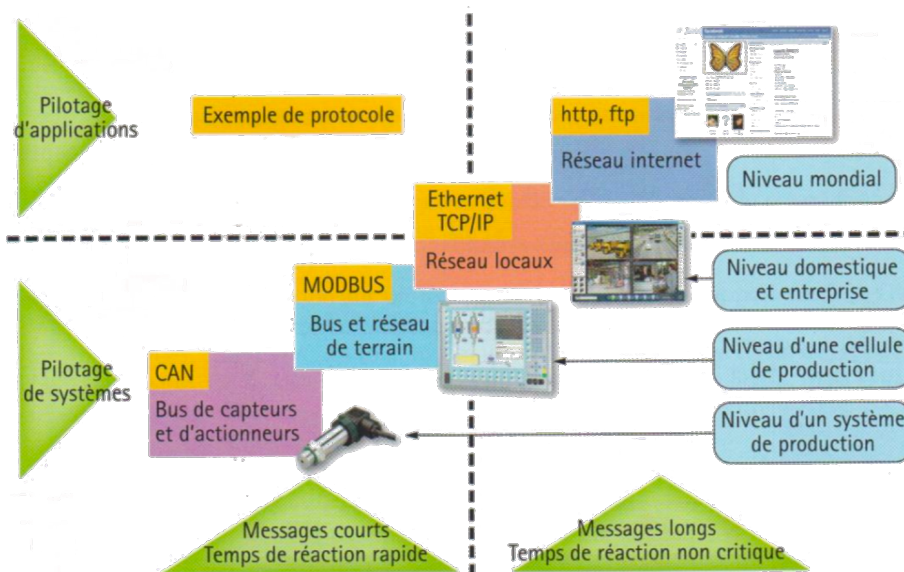 Pilotage
d'applications
Exemple de protocole
http, ftp
Réseau internet
Niveau mondial
Ethernet
TCP/IP
Réseau locaux
Niveau domestique
et entreprise
MODBUS
Bus et réseau
de terrain
Niveau d'une cellule
de production
Pilotage
de systèmes
CAN
Bus de capteurs
et d'actionneurs
Niveau d'un système
de production
Messages courts
Temps de réaction rapide
Messages longs
Temps de réaction non critique